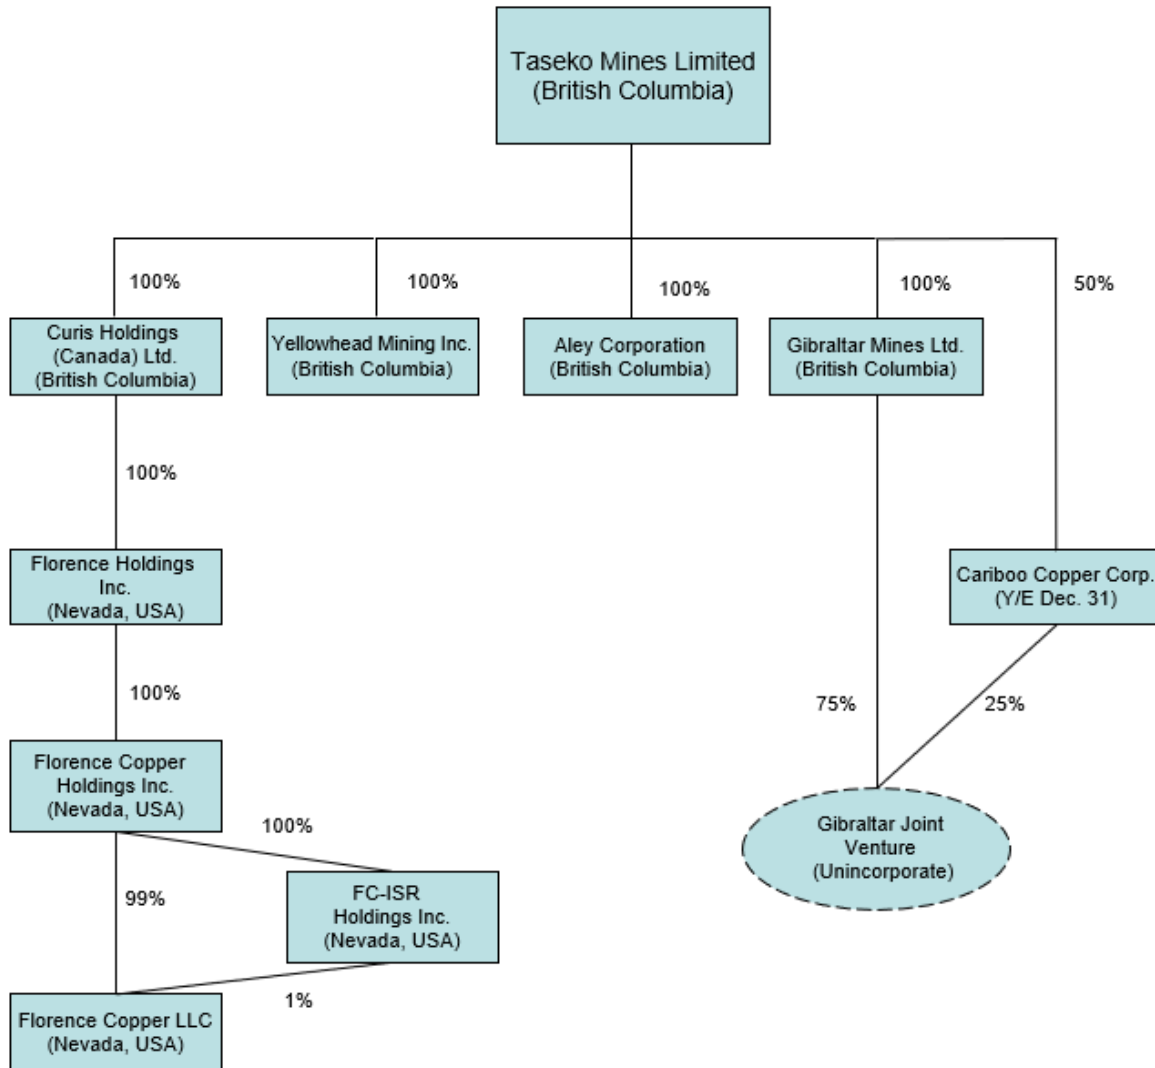 Taseko Mines Limited
(British Columbia)
100%
100%
100%
100%
50%
Curis Holdings
(Canada) Ltd.
(British Columbia)
Yellowhead Mining Inc.
(British Columbia)
Aley Corporation
(British Columbia)
Gibraltar Mines Ltd.
(British Columbia)
100%
Florence Holdings
Inc.
(Nevada, USA)
Cariboo Copper Corp.
(Y/E Dec. 31)
100%
75%
25%
Florence Copper
Holdings Inc.
(Nevada, USA)
Gibraltar Joint
Venture
(Unincorporate)
100%
99%
FC-ISR
Holdings Inc.
(Nevada, USA)
1%
Florence Copper LLC
(Nevada, USA)